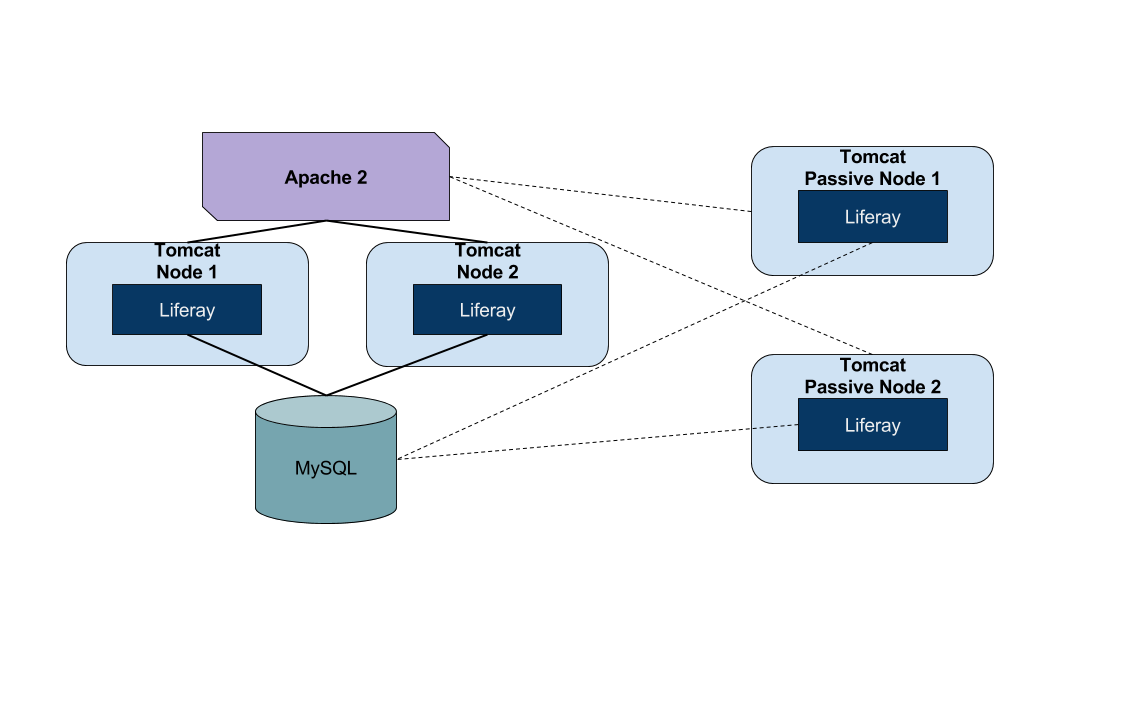 Apache 2
Tomcat
Node 1
Liferay
Tomcat
Node 2
Liferay
MySQL
Tomcat
Passive Node 1
Liferay
Tomcat
Passive Node 2
Liferay